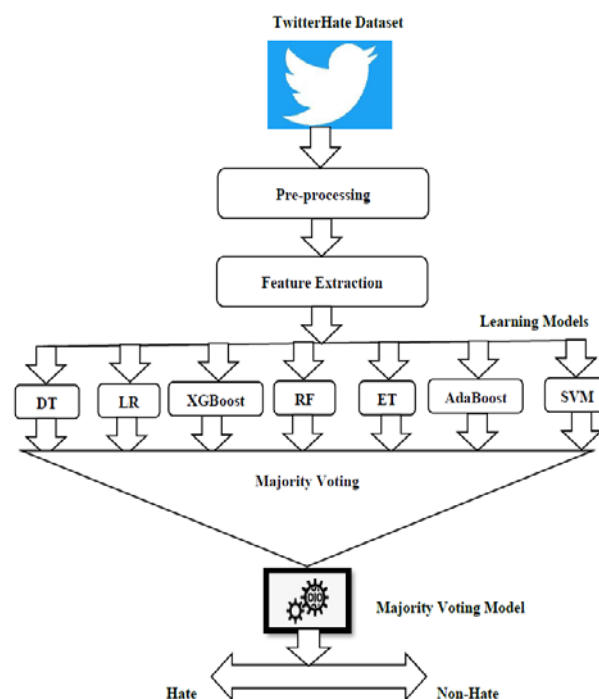 TwitterHate Dataset
Pre-processing
Feature Extraction
Learning Models
DT LR XGBoost RF ET AdaBoost SVM
Majority Voting
Majority Voting Model
Hate Non-Hate